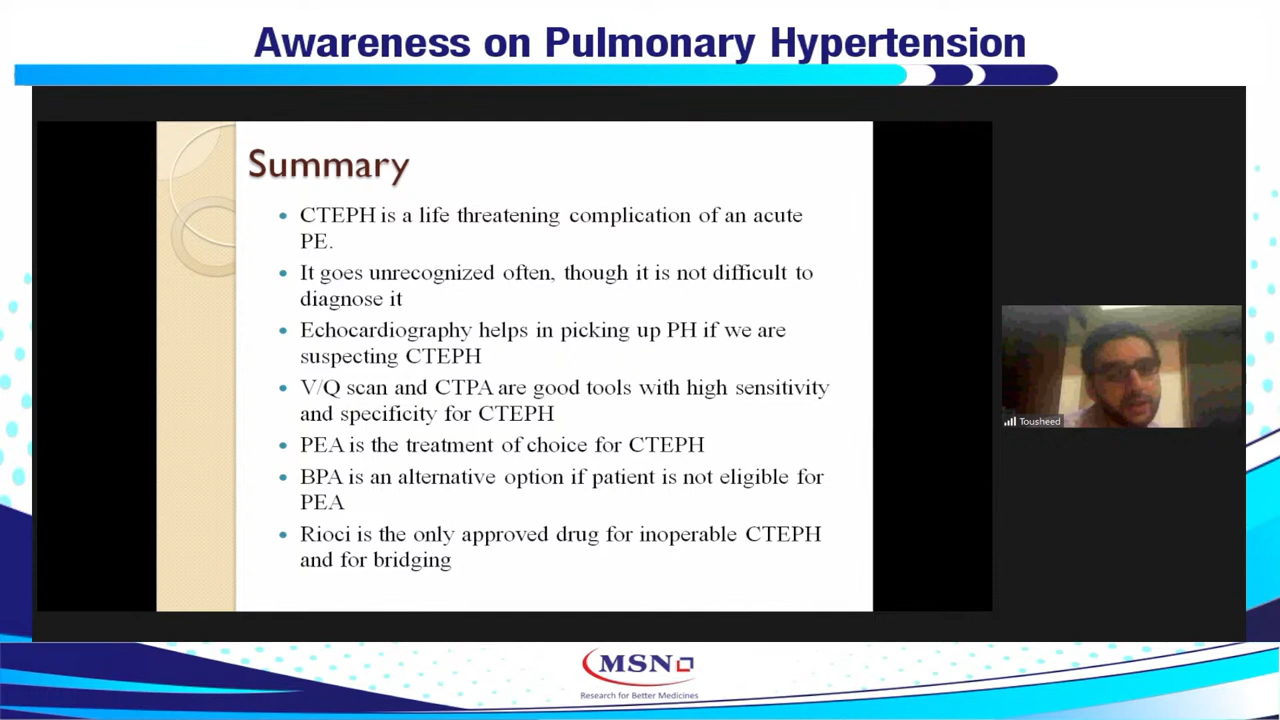 Awareness on Pulmonary Hypertension
Summary
CTEPH is a life threatening complication of an acute
PE.
It goes unrecognized often, though it is not difficult to
diagnose it
Echocardiography helps in picking up PH if we are
suspecting CTEPH
V/Q scan and CTPA are good tools with high sensitivity
and specificity for CTEPH
PEA is the treatment of choice for CTEPH
BPA is an alternative option if patient is not eligible for
PEA
Rioci is the only approved drug for inoperable CTEPH
and for bridging
Tousheed
MSN
Research for Better Medicines